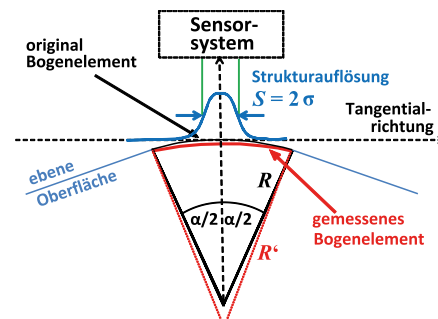 Sensor-
system
original
Bogenelement
Strukturauflösung
S = 2 σ
Tangential-
richtung
ebene
Oberfläche
R
α/2 α/2
gemessenes
Bogenelement
R‘